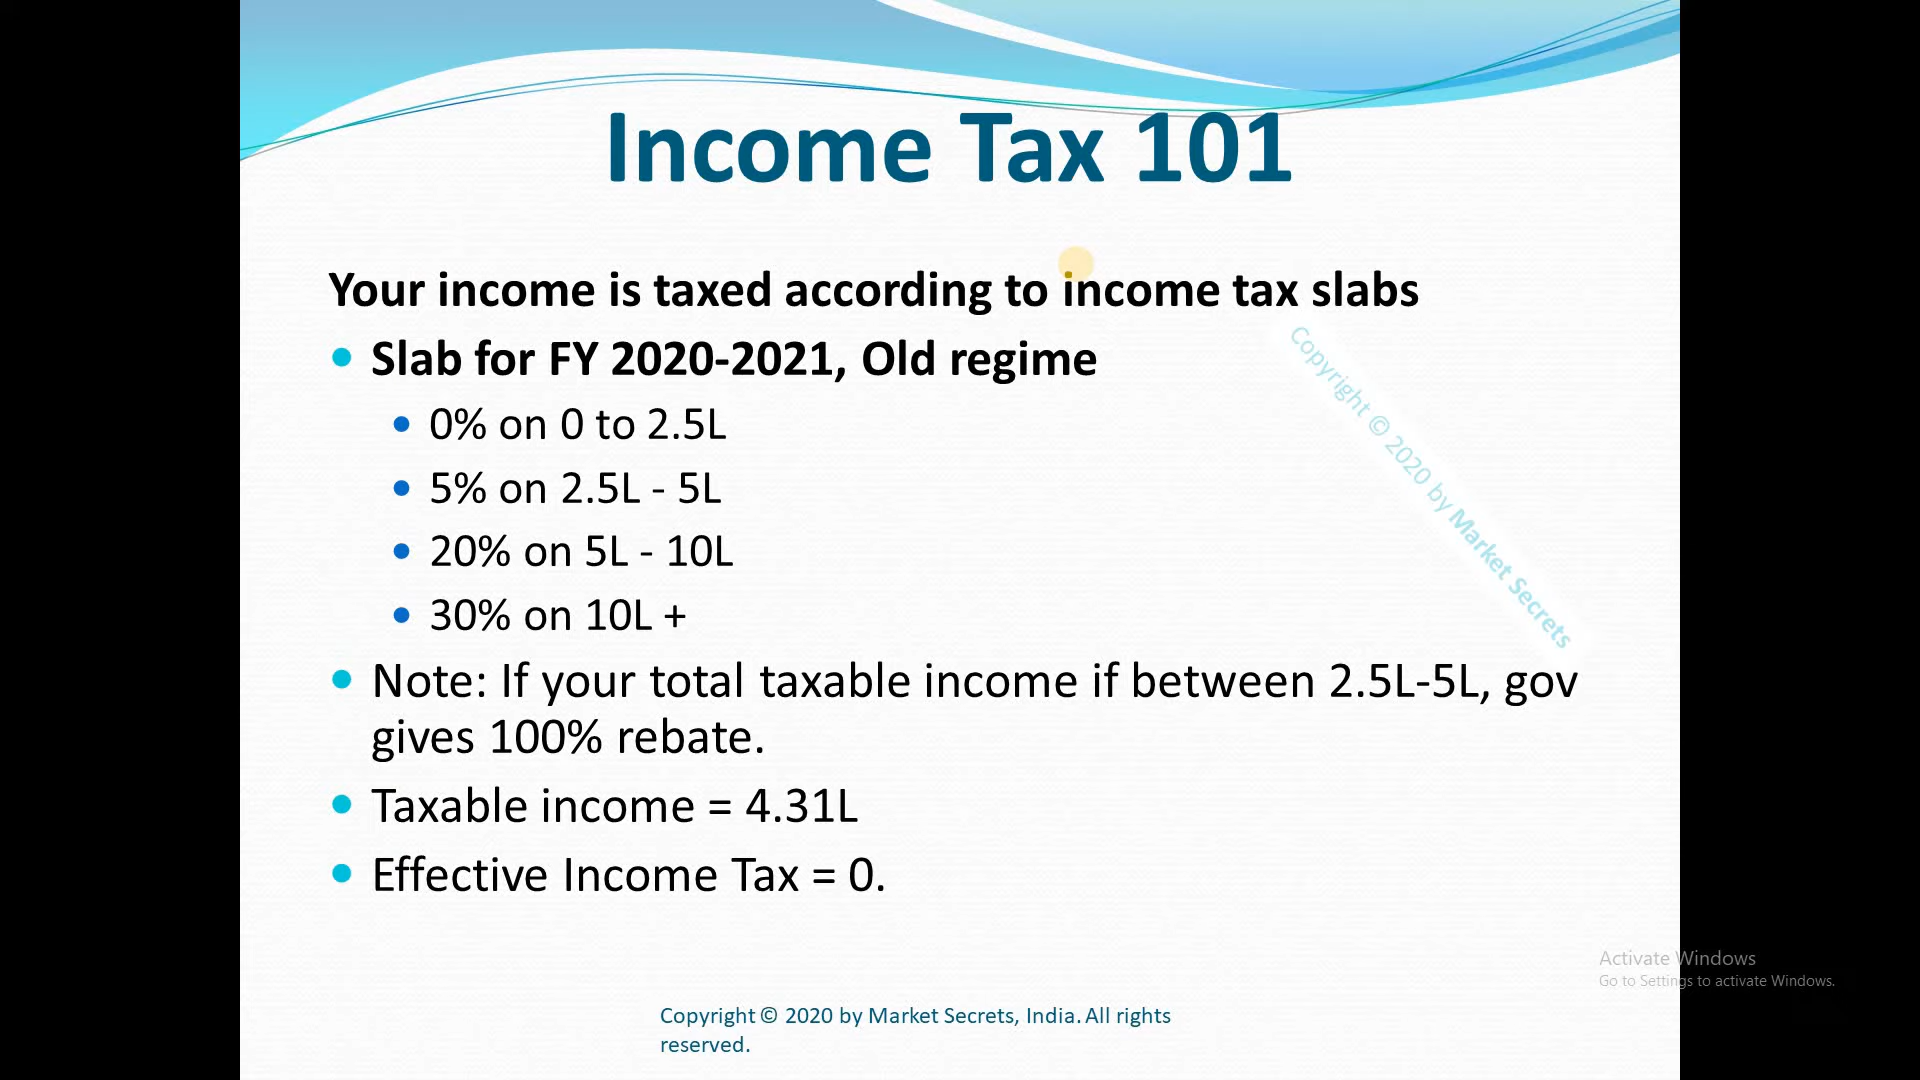 Income Tax 101
Your income is taxed according to income tax slabs
Slab for FY 2020-2021, Old regime
0% on 0 to 2.5L
5% on 2.5L - 5L
20% on 5L - 10L
30% on 10L +
Note: If your total taxable income if between 2.5L-5L, gov
gives 100% rebate.
Taxable income = 4.31L
Effective Income Tax = 0.
Copyright © 2020 by Market Secrets
Activate Windows
Go to Settings to activate Windows.
Copyright © 2020 by Market Secrets, India. All rights
reserved.